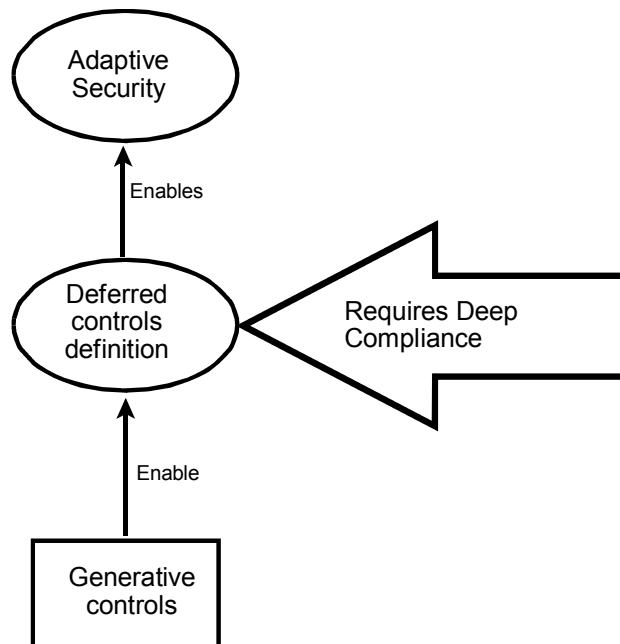 Adaptive
Security
Enables
Deferred
controls
definition
Requires Deep
Compliance
Enable
Generative
controls